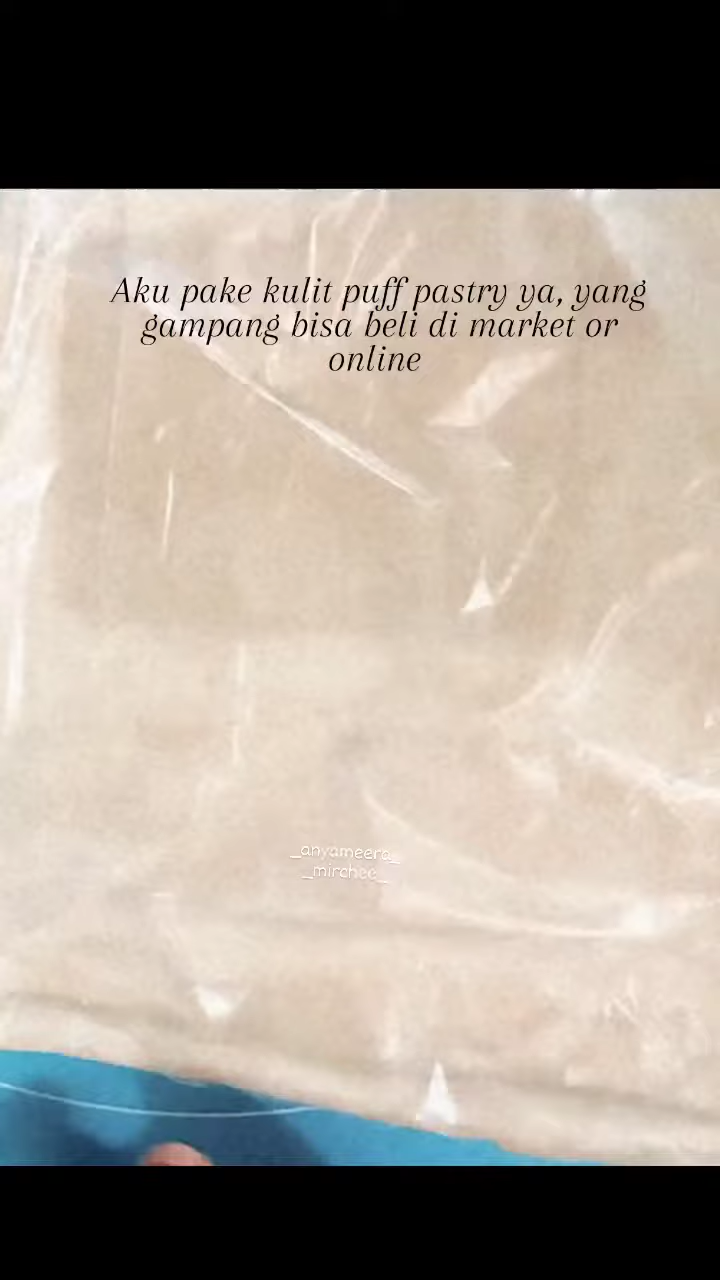 Aku pake kulit puff pastry ya, yang
gampang bisa beli di market or
online
_anyameera_
_mirchee_